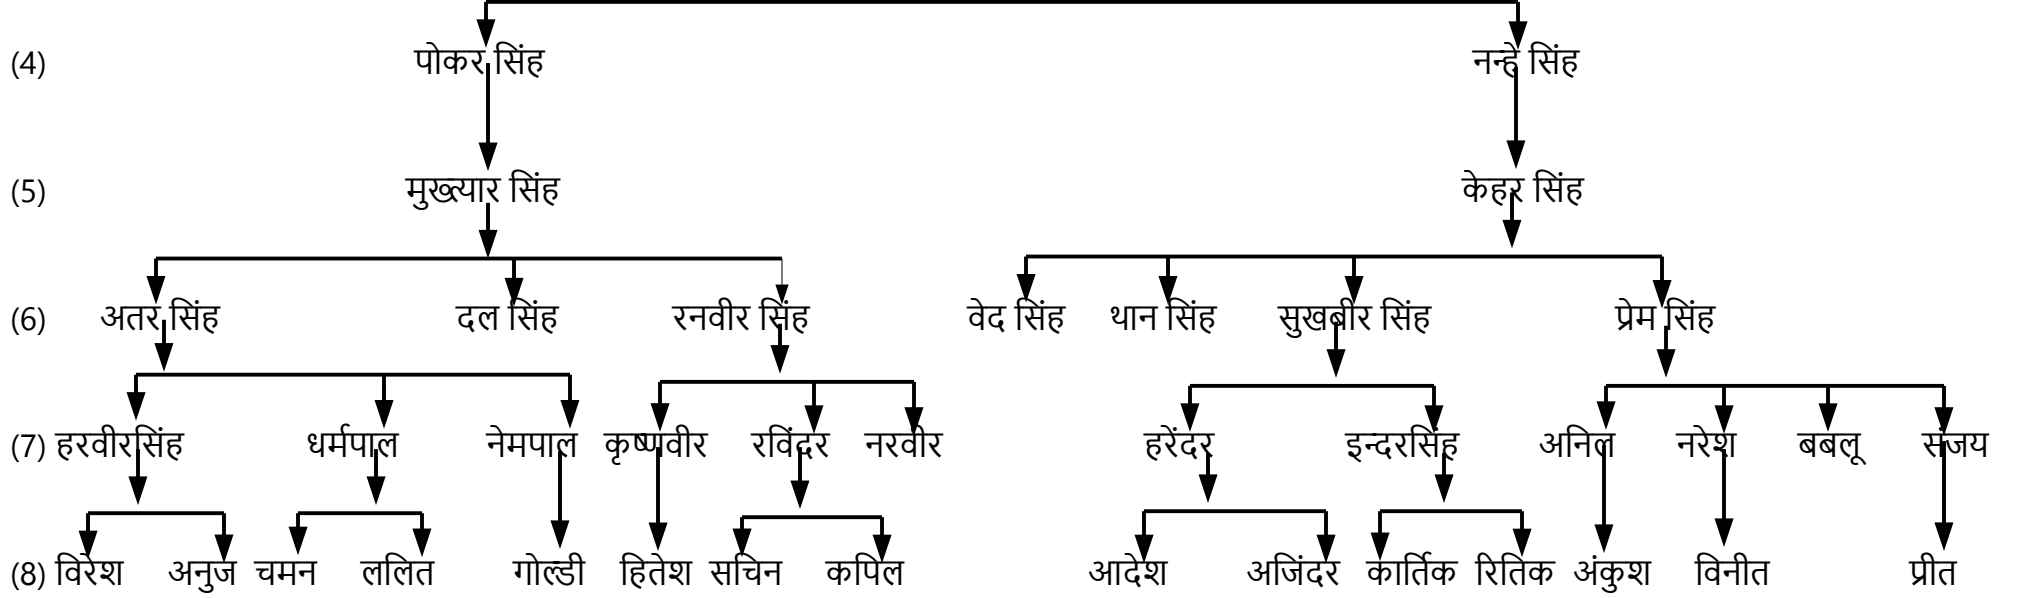 (4) पोकर सिंह नन्हे सिंह
(5) मुख्त्यार सिंह केहर सिंह
(6) अतर सिंह दल सिंह रनवीर सिंह वेद सिंह थान सिंह सुखबीर सिंह प्रेम सिंह
(7) हरवीरसिंह धर्मपाल नेमपाल कृष्णवीर रविंदर नरवीर हरेंदर इन्दरसिंह अनिल नरेश बबलू संजय
(8) विरेश अनुज चमन ललित गोल्डी हितेश सचिन कपिल आदेश अजिंदर कार्तिक रितिक अंकुश विनीत प्रीत